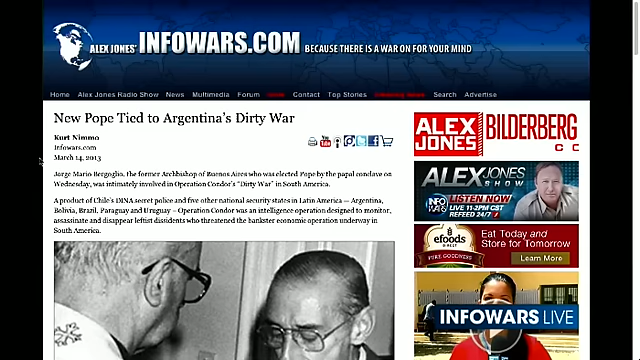 ALEX JONES' INFOWARS.COM BECAUSE THERE IS A WAR ON FOR YOUR MIND
Home Alex Jones Radio Show News Multimedia Forum Contact Top Stories Search Advertise
New Pope Tied to Argentina's Dirty War
Kurt Nimmo
Infowars.com
March 14, 2013
Jorge Mario Bergoglio, the former Archbishop of Buenos Aires who was elected Pope by the papal conclave on
Wednesday, was intimately involved in Operation Condor's "Dirty War" in South America.
A product of Chile's DINA secret police and five other national security states in Latin America — Argentina,
Bolivia, Brazil, Paraguay and Uruguay – Operation Condor was an intelligence operation designed to monitor,
assassinate and disappear leftist dissidents who threatened the bankster economic operation underway in
South America.
ALEX
JONES
BILDERBERG
C C
ALEX JONES
SHOW
INFO
WARS
LISTEN NOW
LIVE 11-2PM CST
REFEED 24/7
efoods
DIRECT
PURE GOODNESS
Eat Today and
Store for Tomorrow
Learn More
INFOWARS LIVE